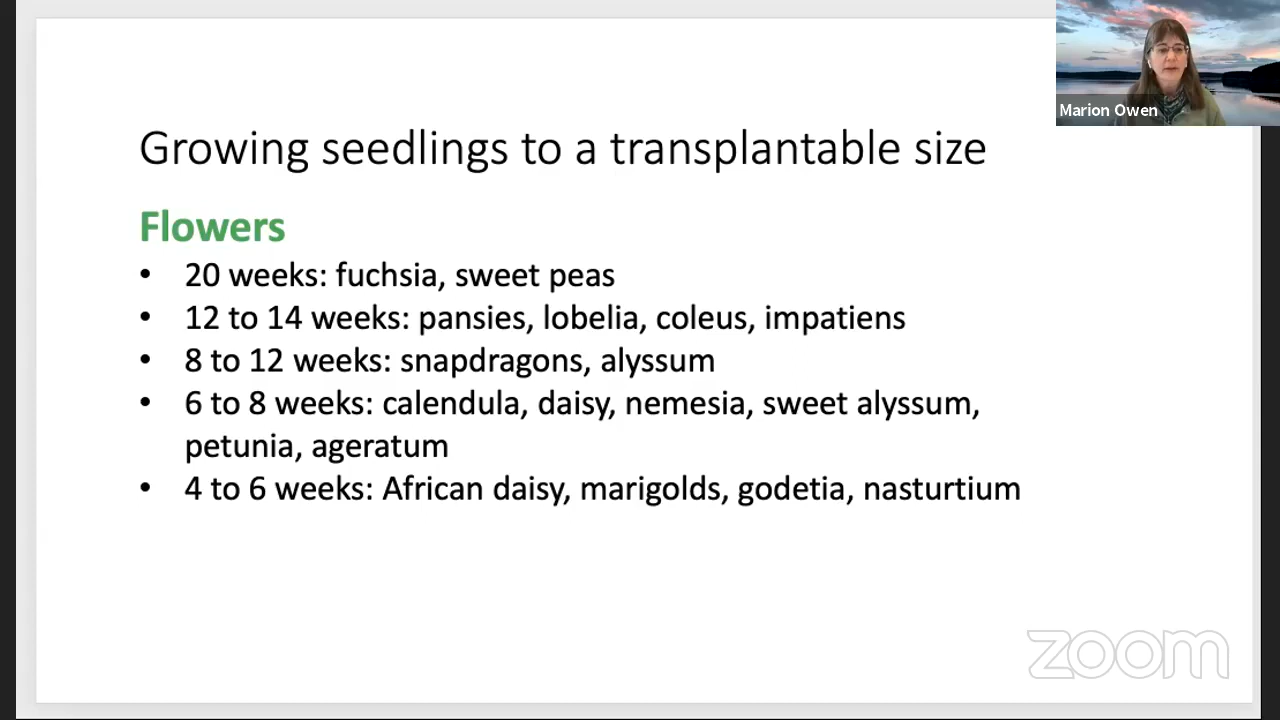 Marion Owen
Growing seedlings to a transplantable size
Flowers
• 20 weeks: fuchsia, sweet peas
• 12 to 14 weeks: pansies, lobelia, coleus, impatiens
• 8 to 12 weeks: snapdragons, alyssum
• 6 to 8 weeks: calendula, daisy, nemesia, sweet alyssum,
petunia, ageratum
• 4 to 6 weeks: African daisy, marigolds, godetia, nasturtium
zoom